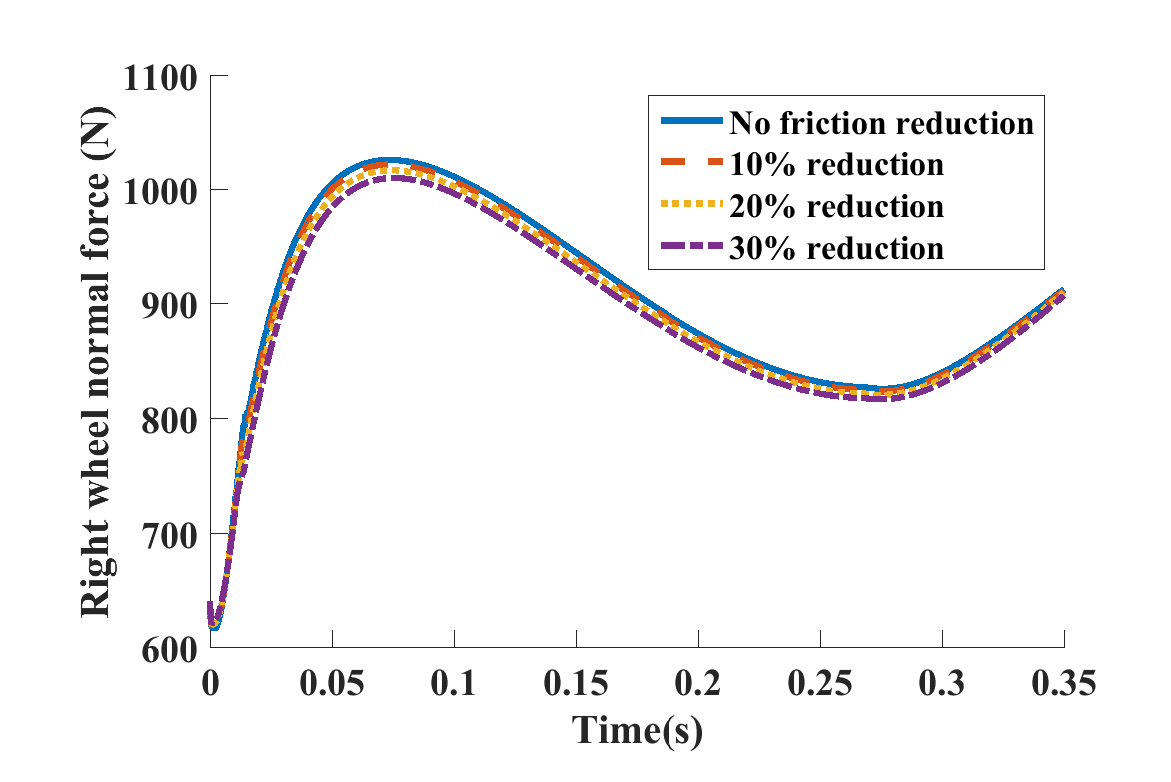 1100
1000
900
800
700
600
Right wheel normal force (N)
No friction reduction
10% reduction
20% reduction
30% reduction
0 0.05 0.1 0.15 0.2 0.25 0.3 0.35
Time(s)